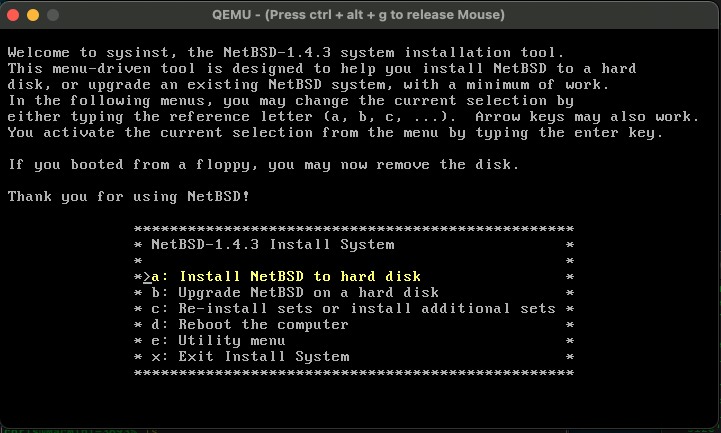 QEMU - (Press ctrl + alt + g to release Mouse)
Welcome to sysinst, the NetBSD-1.4.3 system installation tool.
This menu-driven tool is designed to help you install NetBSD to a hard
disk, or upgrade an existing NetBSD system, with a minimum of work.
In the following menus, you may change the current selection by
either typing the reference letter (a, b, c, ...).  Arrow keys may also work.
You activate the current selection from the menu by typing the enter key.
If you booted from a floppy, you may now remove the disk.
Thank you for using NetBSD!
*************************************************
* NetBSD-1.4.3 Install System                   *
*                                               *
*>a: Install NetBSD to hard disk                *
* b: Upgrade NetBSD on a hard disk              *
* c: Re-install sets or install additional sets *
* d: Reboot the computer                        *
* e: Utility menu                               *
* x: Exit Install System                        *
*************************************************